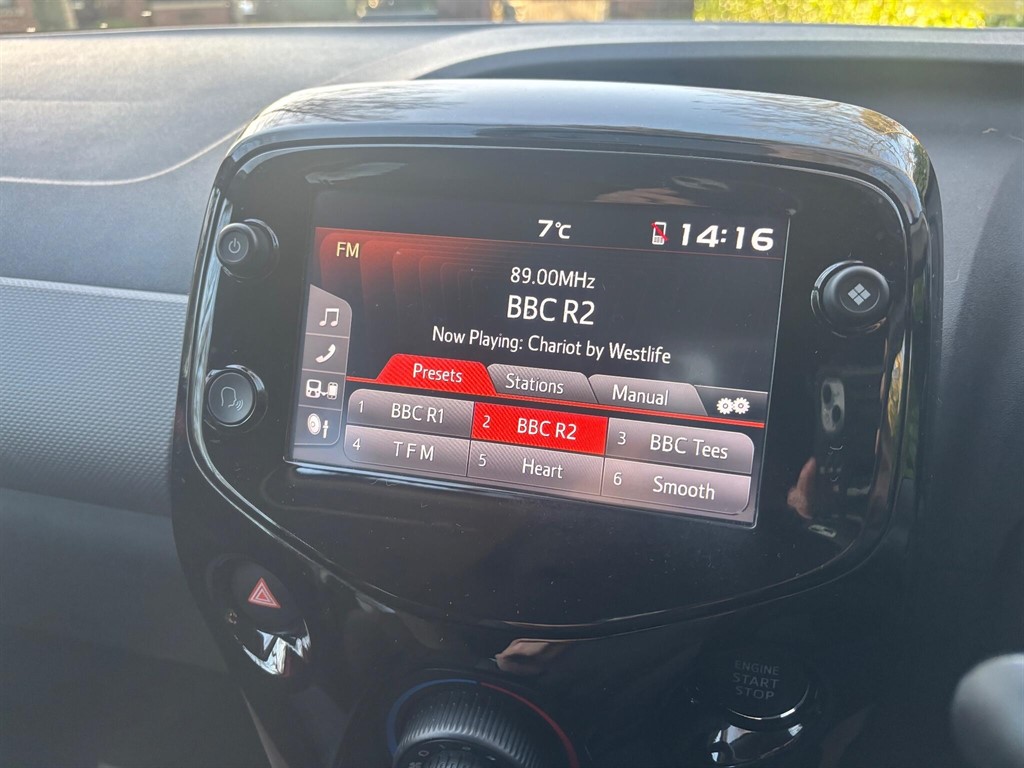 7°C
14:16
FM
89.00MHz
BBC R2
Now Playing: Chariot by Westlife
Presets
Stations
Manual
1 BBC R1
2 BBC R2
3 BBC Tees
4 TFM
5 Heart
6 Smooth
ENGINE
START
STOP